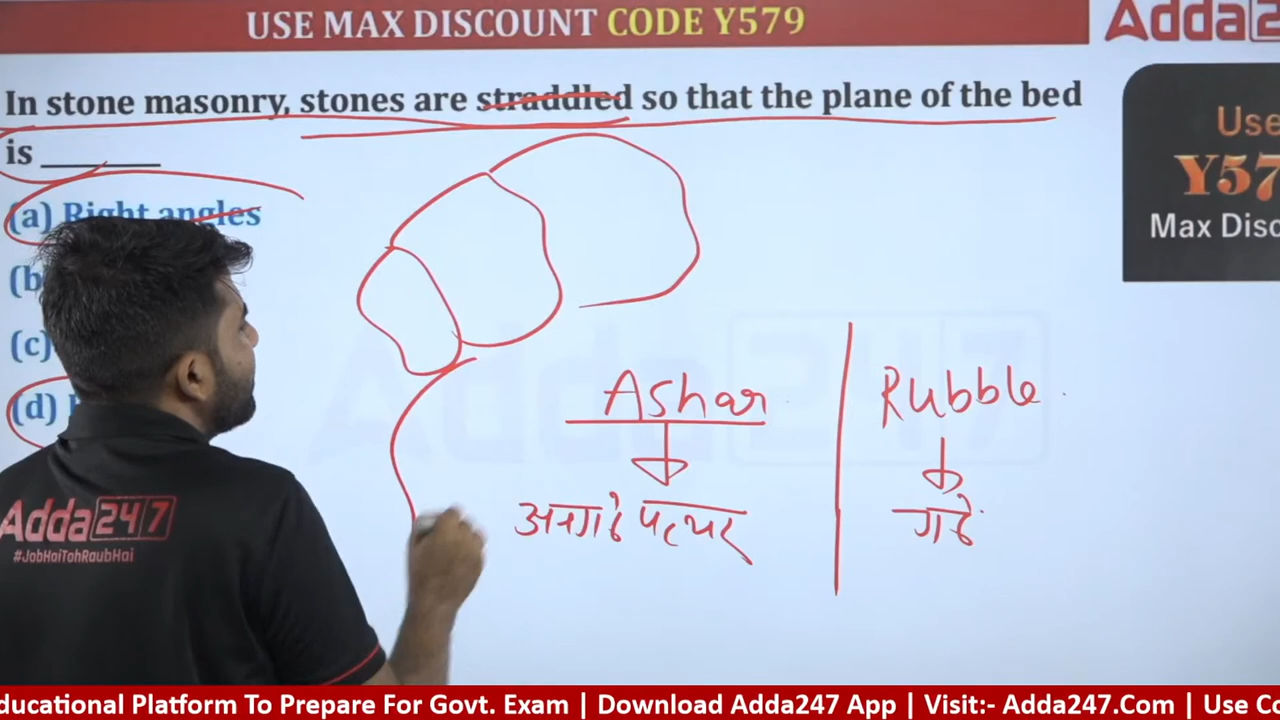 USE MAX DISCOUNT CODE Y579
Adda2
In stone masonry, stones are straddled so that the plane of the bed
is ________
Use
Y57
Max Disc
(a) Right angles
(b
(c)
(d)
Ashar
Rubble
अनगढे पत्थर
गढे
Adda247
#JobHaiTohRaubHai
Adda247
ducational Platform To Prepare For Govt. Exam | Download Adda247 App | Visit:- Adda247.Com | Use Co